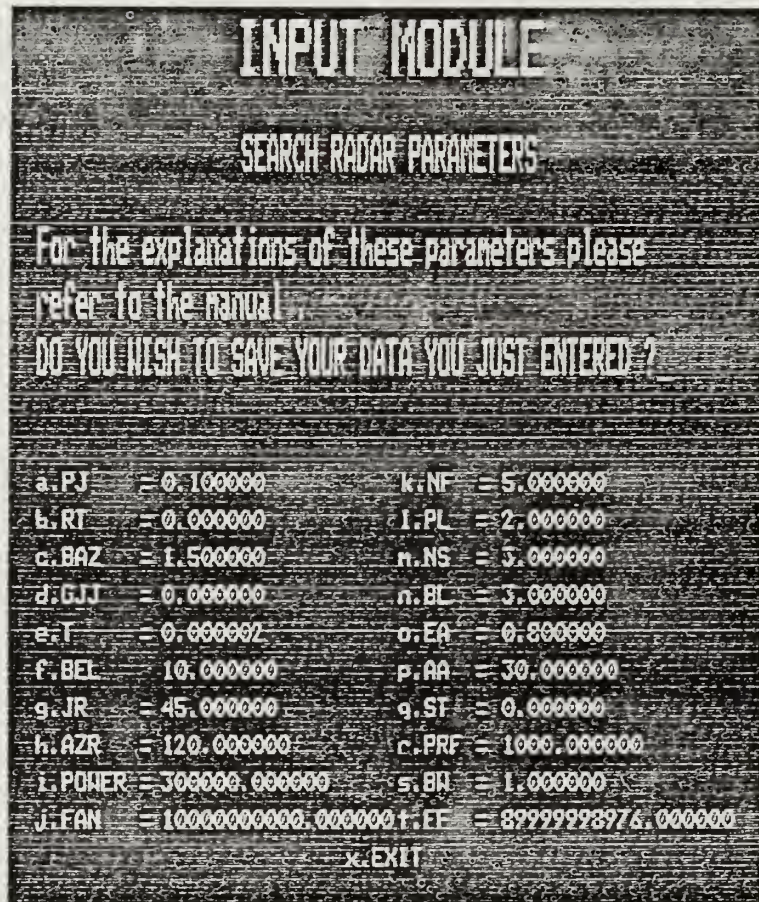 INPUT MODULE
SEARCH RADAR PARAMETERS
For the explanations of these parameters please
refer to the manual .
DO YOU WISH TO SAVE YOUR DATA YOU JUST ENTERED ?_
a.PJ = 0.100000 k.NF = 5.000000
b.RT = 0.000000 l.PL = 2.000000
c.BAZ = 1.500000 m.NS = 3.000000
d.GJJ = 0.000000 n.BL = 3.000000
e.T = 0.000002 o.EA = 0.800000
f.BEL 10.000000 p.AA = 30.000000
g.JR = 45.000000 q.ST = 0.000000
h.AZR = 120.000000 r.PRF = 1000.000000
i.POWER = 300000.000000 s.BW = 1.000000
j.FAN = 10000000000.000000 t.EF = 89999998976.000000
x.EXIT